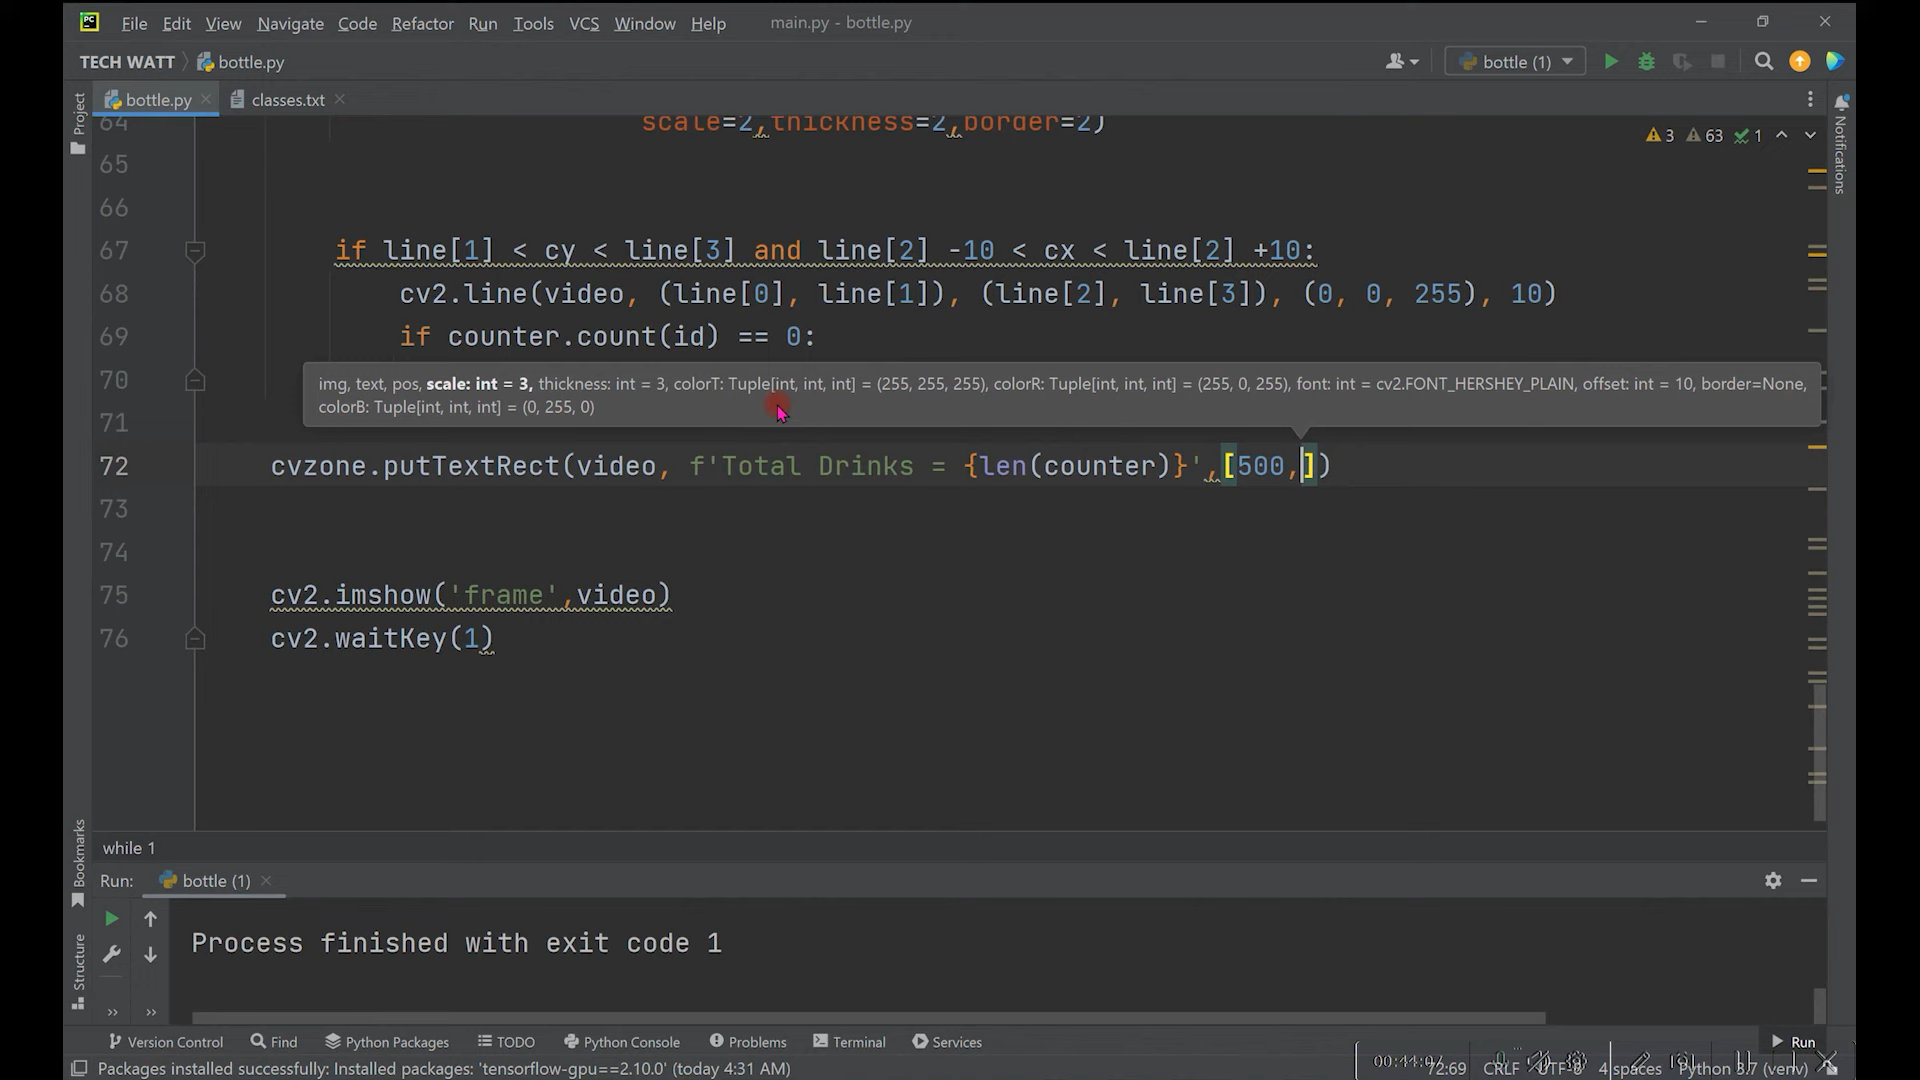 File Edit View Navigate Code Refactor Run Tools VCS Window Help main.py - bottle.py
TECH WATT bottle.py bottle (1)
Project
bottle.py classes.txt
Notifications
3 63 1
64 scale=2,thickness=2,border=2)
65
66
67 if line[1] < cy < line[3] and line[2] -10 < cx < line[2] +10:
68 cv2.line(video, (line[0], line[1]), (line[2], line[3]), (0, 0, 255), 10)
69 if counter.count(id) == 0:
70
img, text, pos, scale: int = 3, thickness: int = 3, colorT: Tuple[int, int, int] = (255, 255, 255), colorR: Tuple[int, int, int] = (255, 0, 255), font: int = cv2.FONT_HERSHEY_PLAIN, offset: int = 10, border=None,
colorB: Tuple[int, int, int] = (0, 255, 0)
71
72 cvzone.putTextRect(video, f'Total Drinks = {len(counter)}',[500,])
73
74
75 cv2.imshow('frame',video)
76 cv2.waitKey(1)
while 1
Bookmarks
Structure
Run: bottle (1)
Process finished with exit code 1
Version Control Find Python Packages TODO Python Console Problems Terminal Services Run
Packages installed successfully: Installed packages: 'tensorflow-gpu==2.10.0' (today 4:31 AM) 72:69 CRLF UTF-8 4 spaces Python 3.7 (venv)